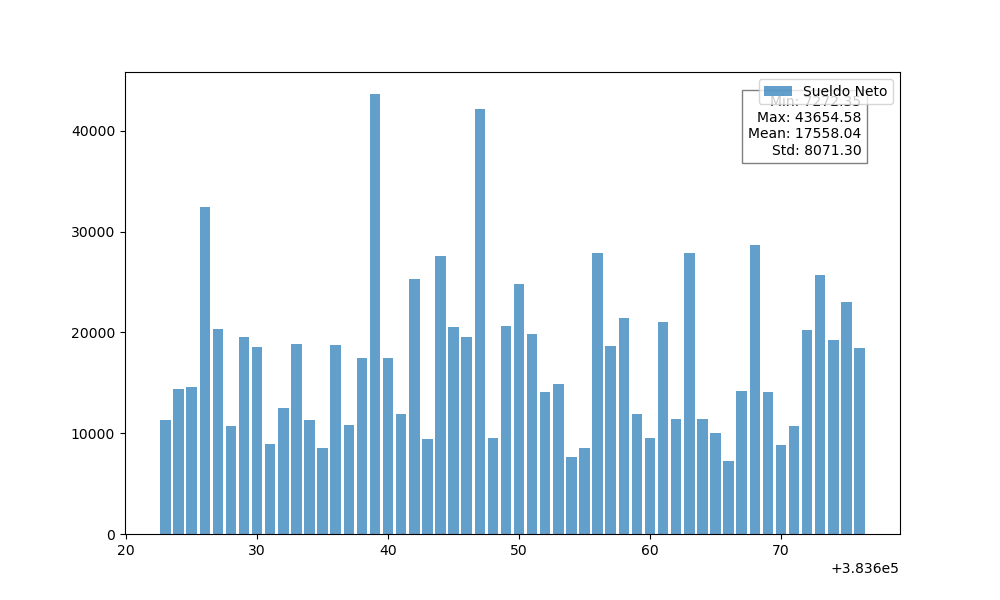 Sueldo Neto
Min: 7272.35
Max: 43654.58
Mean: 17558.04
Std: 8071.30
40000
30000
20000
10000
0
20 30 40 50 60 70
+3.836e5